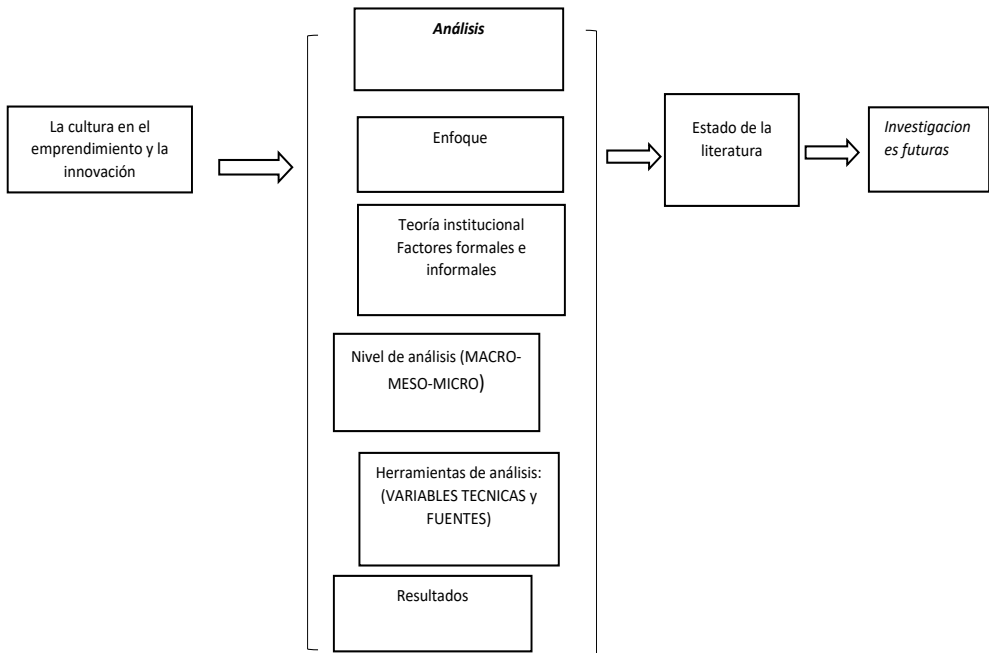 La cultura en el
emprendimiento y la
innovación
Análisis
Enfoque
Teoría institucional
Factores formales e
informales
Nivel de análisis (MACRO-
MESO-MICRO)
Herramientas de análisis:
(VARIABLES TECNICAS y
FUENTES)
Resultados
Estado de la
literatura
Investigacion
es futuras